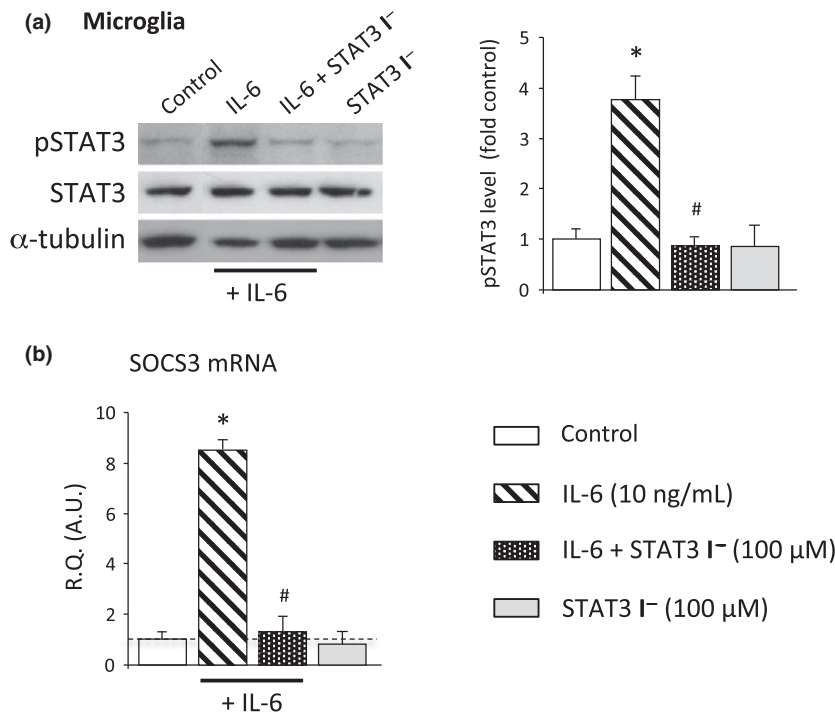 (a) Microglia
Control
IL-6
IL-6 + STAT3 I⁻
STAT3 I⁻
pSTAT3
STAT3
α-tubulin
+ IL-6
pSTAT3 level (fold control)
5
4
3
2
1
0
*
#
(b)
SOCS3 mRNA
R.Q. (A.U.)
10
8
6
4
2
0
*
#
+ IL-6
Control
IL-6 (10 ng/mL)
IL-6 + STAT3 I⁻ (100 µM)
STAT3 I⁻ (100 µM)